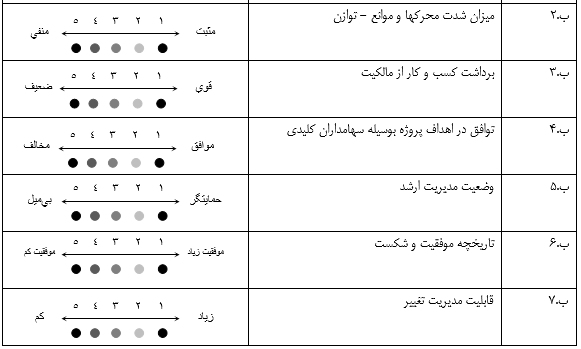 ب.۲ میزان شدت محرکها و موانع – توازن
۵ ۴ ۳ ۲ ۱
مثبت منفي
ب.۳ برداشت کسب و کار از مالکیت
۵ ۴ ۳ ۲ ۱
قوي ضعیف
ب.۴ توافق در اهداف پروژه بوسیله سهامداران کلیدی
۵ ۴ ۳ ۲ ۱
موافق مخالف
ب.۵ وضعیت مدیریت ارشد
۵ ۴ ۳ ۲ ۱
حمایتگر بي‌میل
ب.۶ تاریخچه موفقیت و شکست
۵ ۴ ۳ ۲ ۱
موفقیت زیاد موفقیت کم
ب.۷ قابلیت مدیریت تغییر
۵ ۴ ۳ ۲ ۱
زیاد کم